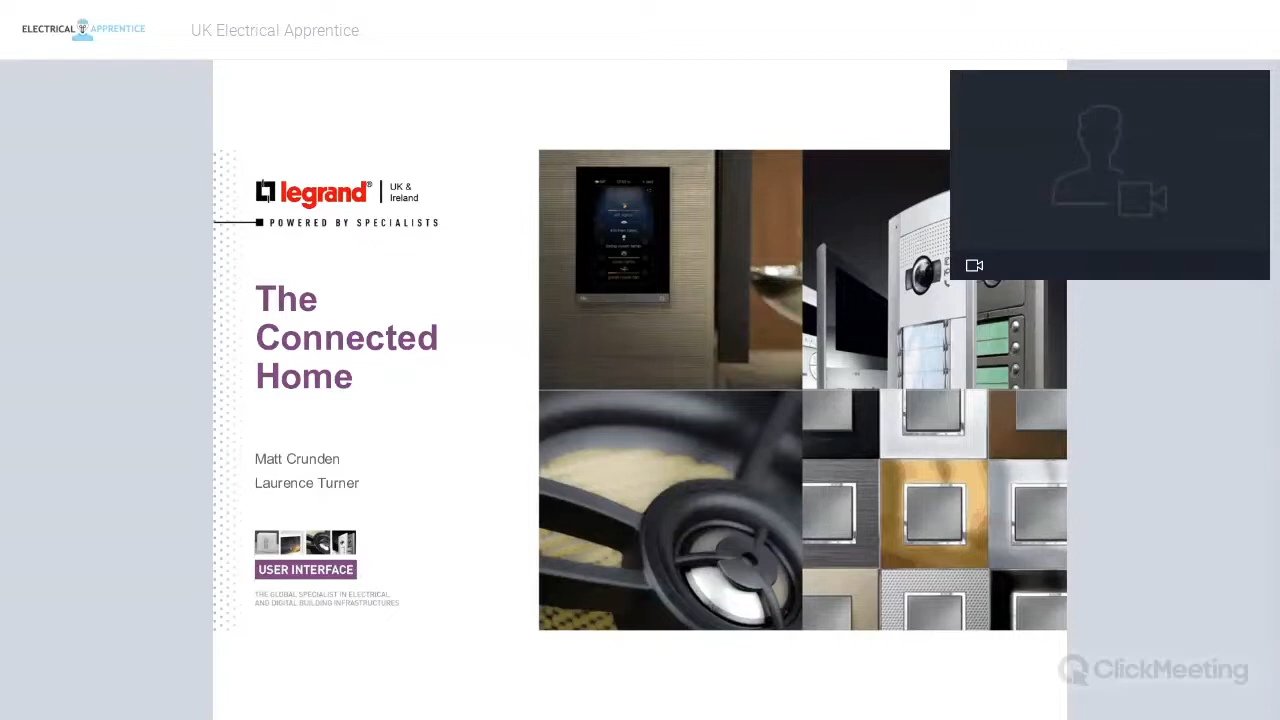 ELECTRICAL APPRENTICE
UK Electrical Apprentice
legrand® UK &
Ireland
POWERED BY SPECIALISTS
The
Connected
Home
Matt Crunden
Laurence Turner
USER INTERFACE
THE GLOBAL SPECIALIST IN ELECTRICAL
AND DIGITAL BUILDING INFRASTRUCTURES
ClickMeeting